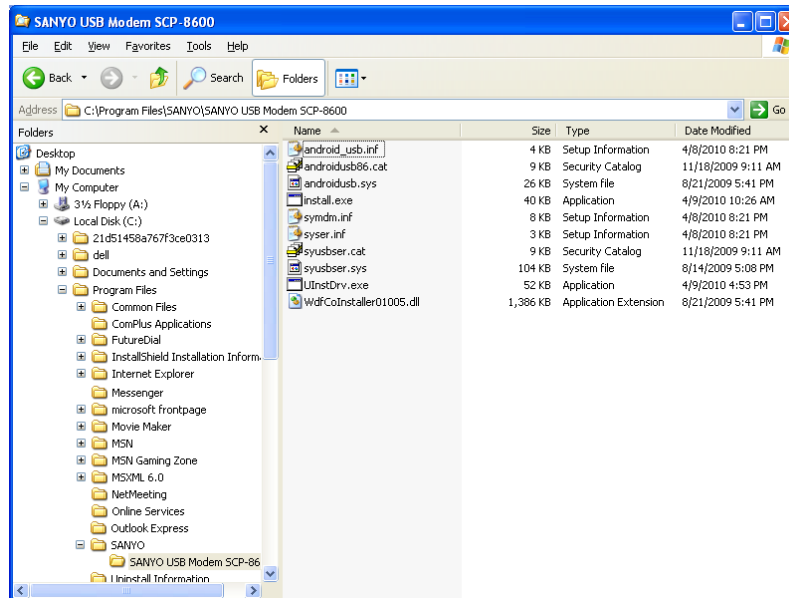 SANYO USB Modem SCP-8600
File Edit View Favorites Tools Help
Back Search Folders
Address C:\Program Files\SANYO\SANYO USB Modem SCP-8600 Go
Folders
Desktop
My Documents
My Computer
3½ Floppy (A:)
Local Disk (C:)
21d51458a767f3ce0313
dell
Documents and Settings
Program Files
Common Files
ComPlus Applications
FutureDial
InstallShield Installation Inform
Internet Explorer
Messenger
microsoft frontpage
Movie Maker
MSN
MSN Gaming Zone
MSXML 6.0
NetMeeting
Online Services
Outlook Express
SANYO
SANYO USB Modem SCP-86
Uninstall Information
Name Size Type Date Modified
android_usb.inf 4 KB Setup Information 4/8/2010 8:21 PM
androidusb86.cat 9 KB Security Catalog 11/18/2009 9:11 AM
androidusb.sys 26 KB System file 8/21/2009 5:41 PM
install.exe 40 KB Application 4/9/2010 10:26 AM
symdm.inf 8 KB Setup Information 4/8/2010 8:21 PM
syser.inf 3 KB Setup Information 4/8/2010 8:21 PM
syusbser.cat 9 KB Security Catalog 11/18/2009 9:11 AM
syusbser.sys 104 KB System file 8/14/2009 5:08 PM
UInstDrv.exe 52 KB Application 4/9/2010 4:53 PM
WdfCoInstaller01005.dll 1,386 KB Application Extension 8/21/2009 5:41 PM